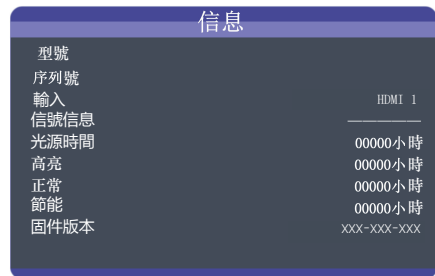 信息
型號
序列號
輸入 HDMI 1
信號信息 ——————
光源時間 00000小時
高亮 00000小時
正常 00000小時
節能 00000小時
固件版本 XXX-XXX-XXX